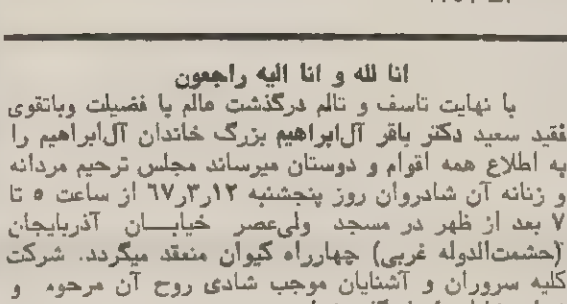 انا لله و انا الیه راجعون
با نهایت تاسف و تالم درگذشت عالم با فضیلت وباتقوی
فقید سعید دکتر باقر آل‌ابراهیم بزرگ خاندان آل‌ابراهیم را
به اطلاع همه اقوام و دوستان میرساند مجلس ترحیم مردانه
و زنانه آن شادروان روز پنجشنبه ۱۲ر۳ر۶۷ از ساعت ۵ تا
۷ بعد از ظهر در مسجد ولی‌عصر خیابـــان آذربایجان
(حشمت‌الدوله غربی) چهارراه کیوان منعقد میگردد. شرکت
کلیه سروران و آشنایان موجب شادی روح آن مرحوم و